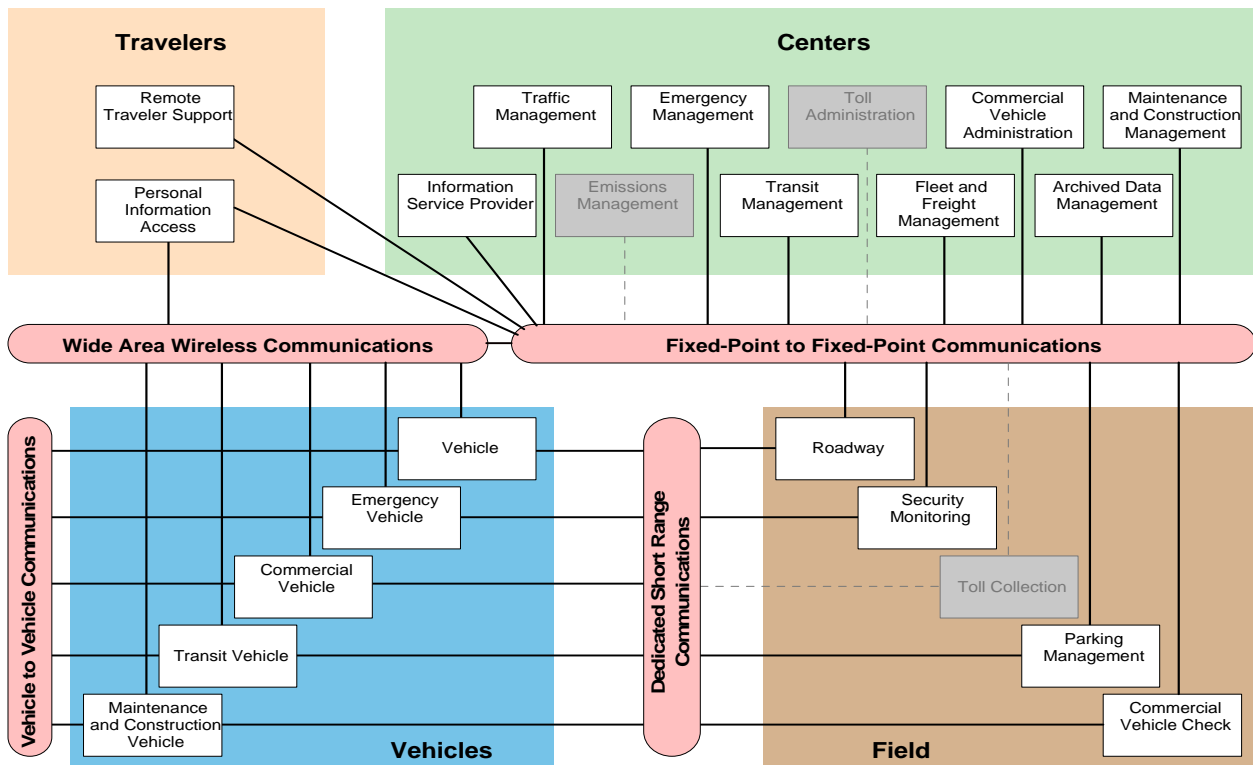 Travelers
Centers
Remote
Traveler Support
Traffic
Management
Emergency
Management
Toll
Administration
Commercial
Vehicle
Administration
Maintenance
and Construction
Management
Personal
Information
Access
Information
Service Provider
Emissions
Management
Transit
Management
Fleet and
Freight
Management
Archived Data
Management
Wide Area Wireless Communications
Fixed-Point to Fixed-Point Communications
Vehicle to Vehicle Communications
Vehicle
Emergency
Vehicle
Commercial
Vehicle
Transit Vehicle
Maintenance
and Construction
Vehicle
Vehicles
Dedicated Short Range
Communications
Roadway
Security
Monitoring
Toll Collection
Parking
Management
Commercial
Vehicle Check
Field